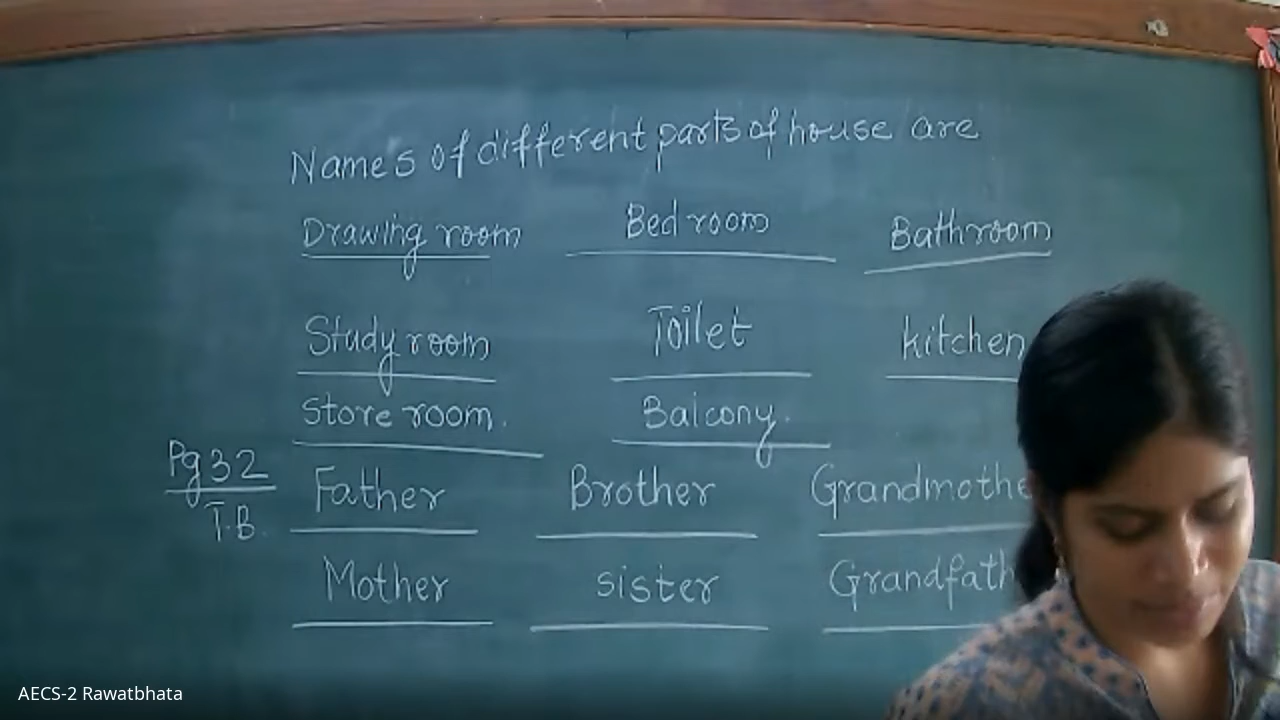 Name's of different parts of house are
Drawing room Bed room Bathroom
Study room Toilet kitchen
Store room. Balcony.
Pg 32
Father Brother Grandmothe
T.B.
Mother sister Grandfath
AECS-2 Rawatbhata